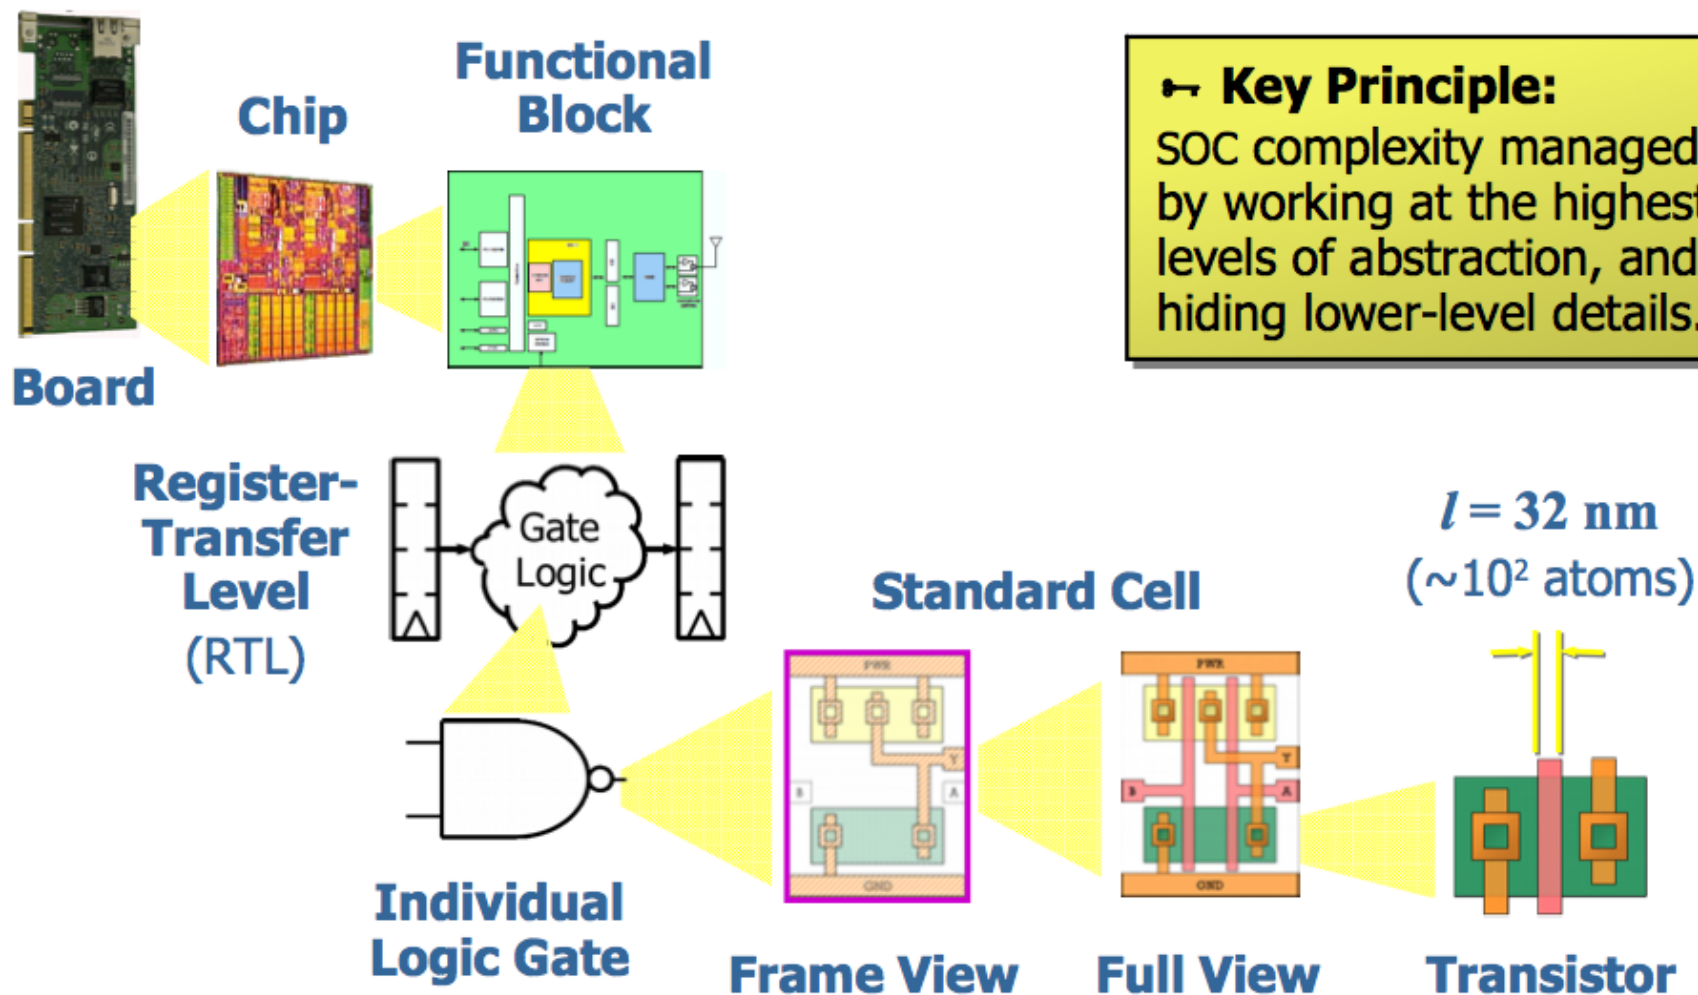 Board
Chip
Functional
Block
Key Principle:
SOC complexity managed
by working at the highest
levels of abstraction, and
hiding lower-level details.
Register-
Transfer
Level
(RTL)
Gate
Logic
Individual
Logic Gate
Standard Cell
PWR
Y
B
A
GND
Frame View
PWR
Y
B
A
GND
Full View
l = 32 nm
(~10² atoms)
Transistor